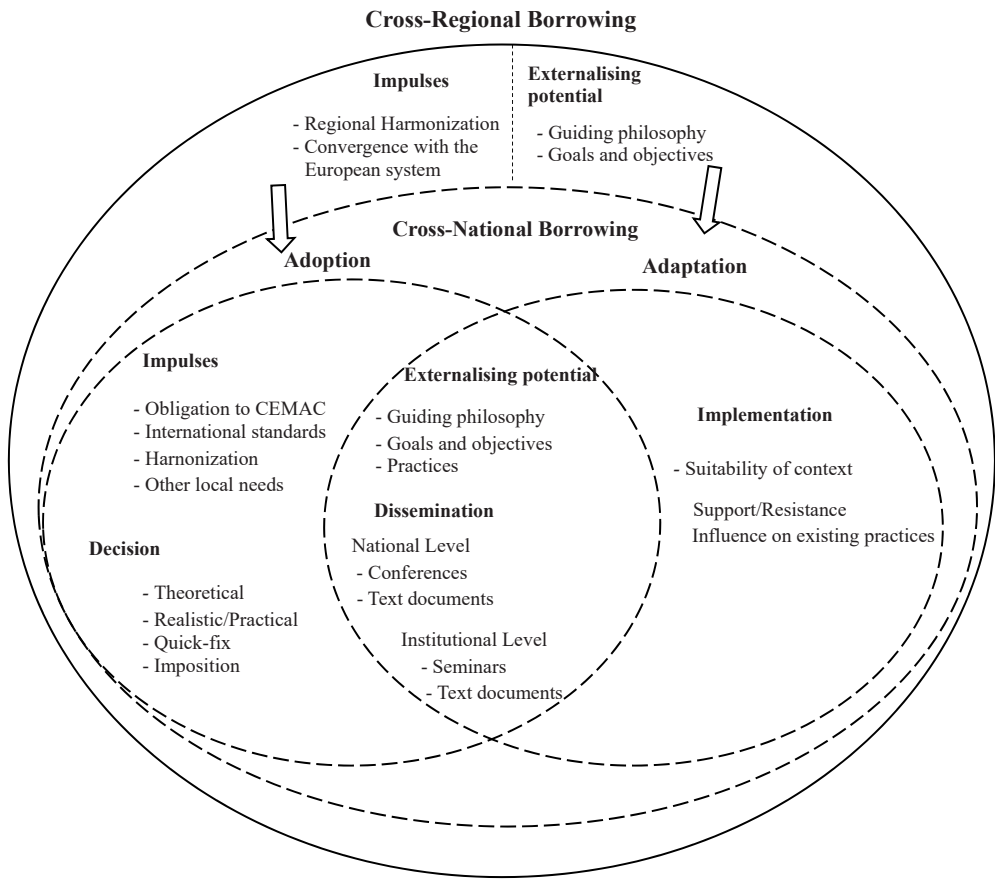 Cross-Regional Borrowing
Impulses
- Regional Harmonization
- Convergence with the
European system
Externalising
potential
- Guiding philosophy
- Goals and objectives
Cross-National Borrowing
Adoption
Adaptation
Impulses
- Obligation to CEMAC
- International standards
- Harnonization
- Other local needs
Decision
- Theoretical
- Realistic/Practical
- Quick-fix
- Imposition
Externalising potential
- Guiding philosophy
- Goals and objectives
- Practices
Dissemination
National Level
- Conferences
- Text documents
Institutional Level
- Seminars
- Text documents
Implementation
- Suitability of context
Support/Resistance
Influence on existing practices